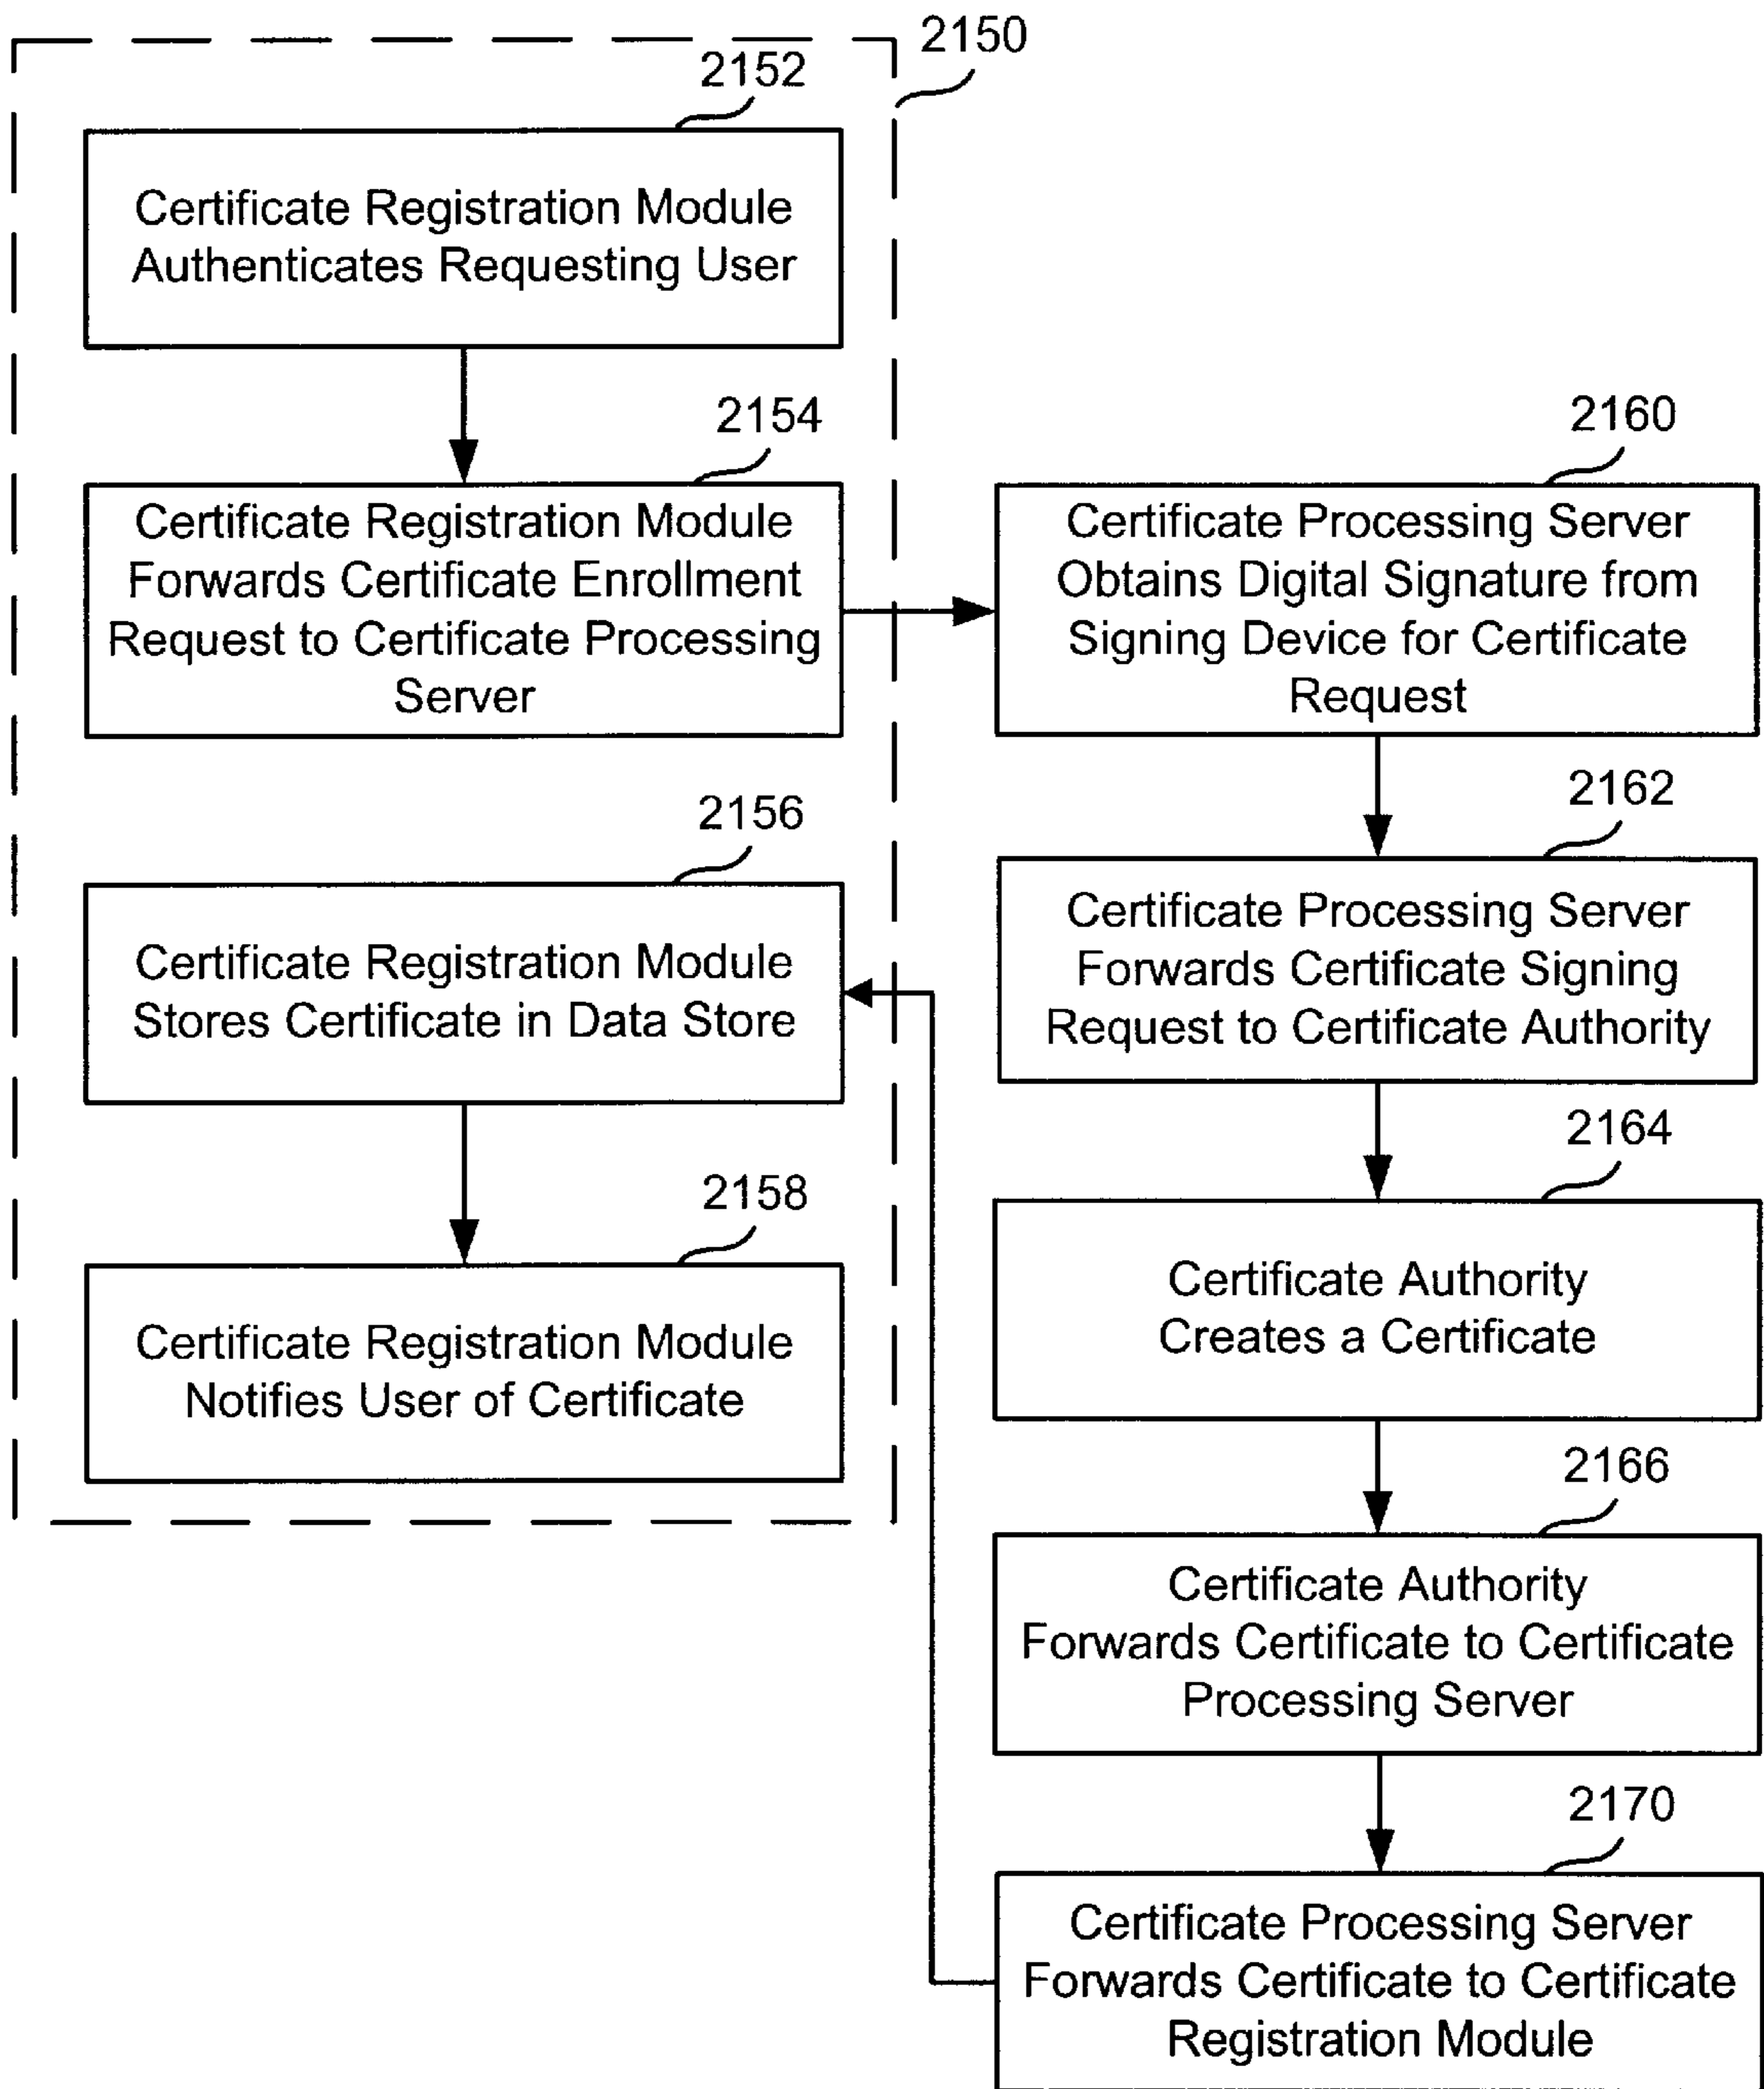 2150
2152
Certificate Registration Module
Authenticates Requesting User
2154
Certificate Registration Module
Forwards Certificate Enrollment
Request to Certificate Processing
Server
2156
Certificate Registration Module
Stores Certificate in Data Store
2158
Certificate Registration Module
Notifies User of Certificate
2160
Certificate Processing Server
Obtains Digital Signature from
Signing Device for Certificate
Request
2162
Certificate Processing Server
Forwards Certificate Signing
Request to Certificate Authority
2164
Certificate Authority
Creates a Certificate
2166
Certificate Authority
Forwards Certificate to Certificate
Processing Server
2170
Certificate Processing Server
Forwards Certificate to Certificate
Registration Module